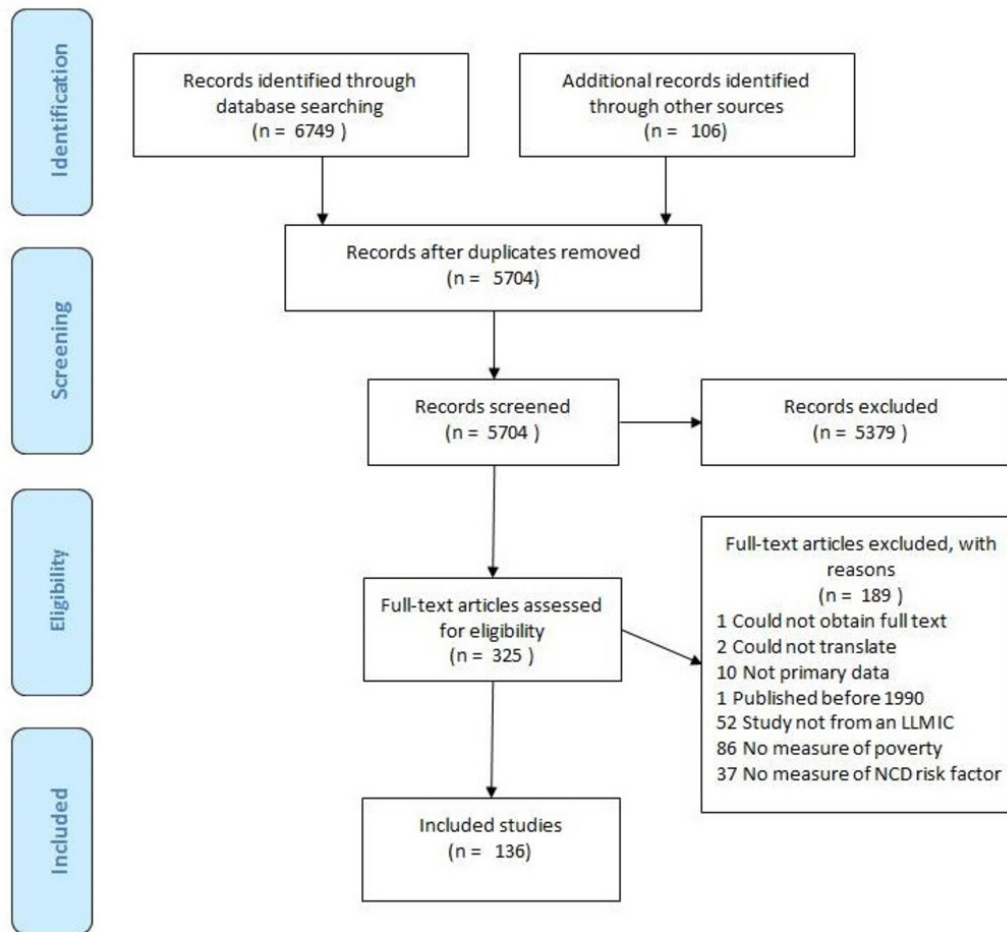 Identification
Records identified through
database searching
(n = 6749 )
Additional records identified
through other sources
(n = 106)
Screening
Records after duplicates removed
(n = 5704)
Records screened
(n = 5704 )
Records excluded
(n = 5379 )
Eligibility
Full-text articles assessed
for eligibility
(n = 325 )
Full-text articles excluded, with
reasons
(n = 189 )
1 Could not obtain full text
2 Could not translate
10 Not primary data
1 Published before 1990
52 Study not from an LLMIC
86 No measure of poverty
37 No measure of NCD risk factor
Included
Included studies
(n = 136)